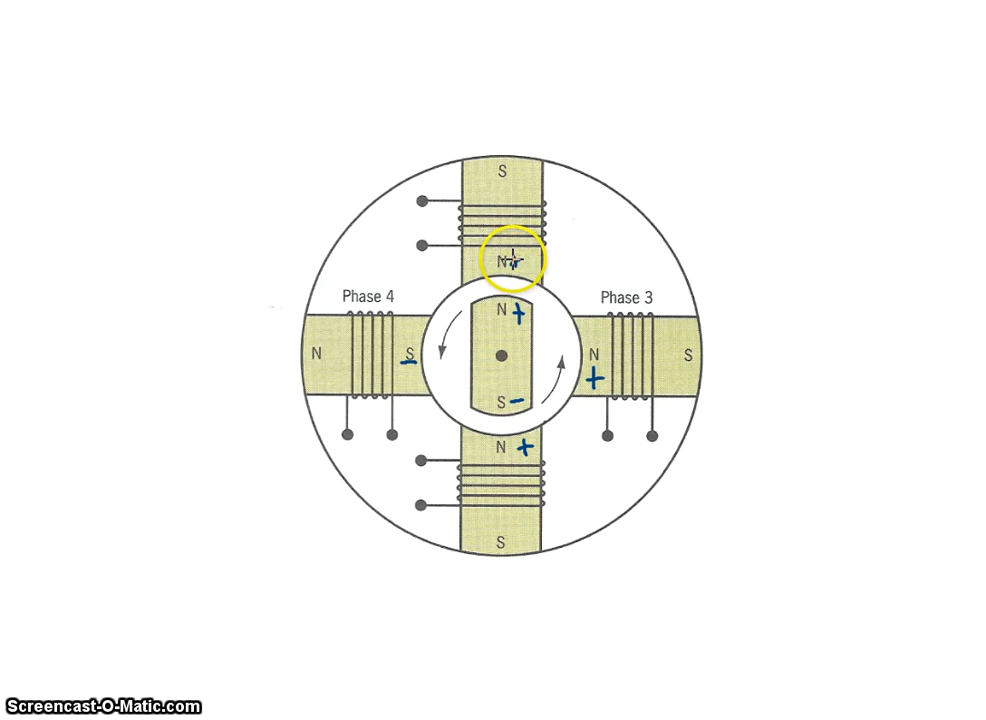 S
N +
Phase 4
Phase 3
N +
N
S -
N +
S
S -
N +
S
Screencast-O-Matic.com